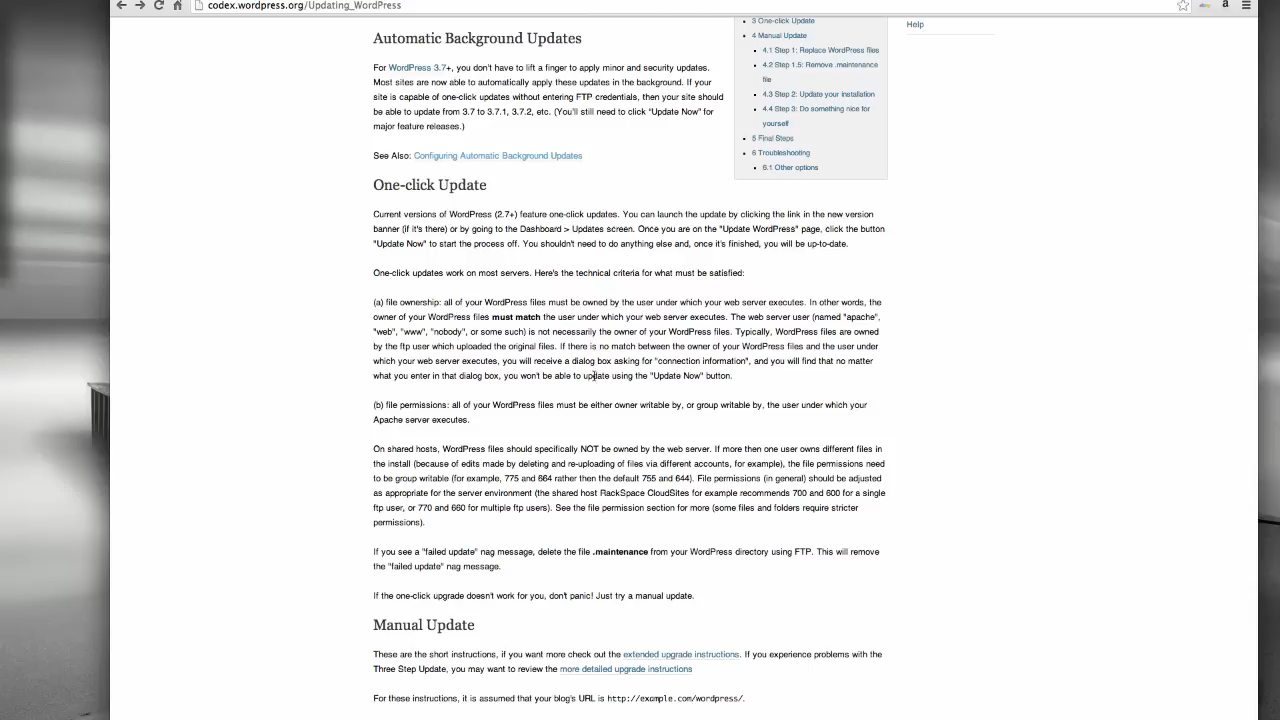 codex.wordpress.org/Updating_WordPress
ebay
a
Automatic Background Updates
For WordPress 3.7+, you don't have to lift a finger to apply minor and security updates.
Most sites are now able to automatically apply these updates in the background. If your
site is capable of one-click updates without entering FTP credentials, then your site should
be able to update from 3.7 to 3.7.1, 3.7.2, etc. (You'll still need to click "Update Now" for
major feature releases.)
See Also: Configuring Automatic Background Updates
3 One-click Update
4 Manual Update
4.1 Step 1: Replace WordPress files
4.2 Step 1.5: Remove .maintenance
file
4.3 Step 2: Update your installation
4.4 Step 3: Do something nice for
yourself
5 Final Steps
6 Troubleshooting
6.1 Other options
Help
One-click Update
Current versions of WordPress (2.7+) feature one-click updates. You can launch the update by clicking the link in the new version
banner (if it's there) or by going to the Dashboard > Updates screen. Once you are on the "Update WordPress" page, click the button
"Update Now" to start the process off. You shouldn't need to do anything else and, once it's finished, you will be up-to-date.
One-click updates work on most servers. Here's the technical criteria for what must be satisfied:
(a) file ownership: all of your WordPress files must be owned by the user under which your web server executes. In other words, the
owner of your WordPress files must match the user under which your web server executes. The web server user (named "apache",
"web", "www", "nobody", or some such) is not necessarily the owner of your WordPress files. Typically, WordPress files are owned
by the ftp user which uploaded the original files. If there is no match between the owner of your WordPress files and the user under
which your web server executes, you will receive a dialog box asking for "connection information", and you will find that no matter
what you enter in that dialog box, you won't be able to update using the "Update Now" button.
(b) file permissions: all of your WordPress files must be either owner writable by, or group writable by, the user under which your
Apache server executes.
On shared hosts, WordPress files should specifically NOT be owned by the web server. If more then one user owns different files in
the install (because of edits made by deleting and re-uploading of files via different accounts, for example), the file permissions need
to be group writable (for example, 775 and 664 rather then the default 755 and 644). File permissions (in general) should be adjusted
as appropriate for the server environment (the shared host RackSpace CloudSites for example recommends 700 and 600 for a single
ftp user, or 770 and 660 for multiple ftp users). See the file permission section for more (some files and folders require stricter
permissions).
If you see a "failed update" nag message, delete the file .maintenance from your WordPress directory using FTP. This will remove
the "failed update" nag message.
If the one-click upgrade doesn't work for you, don't panic! Just try a manual update.
Manual Update
These are the short instructions, if you want more check out the extended upgrade instructions. If you experience problems with the
Three Step Update, you may want to review the more detailed upgrade instructions
For these instructions, it is assumed that your blog's URL is http://example.com/wordpress/.